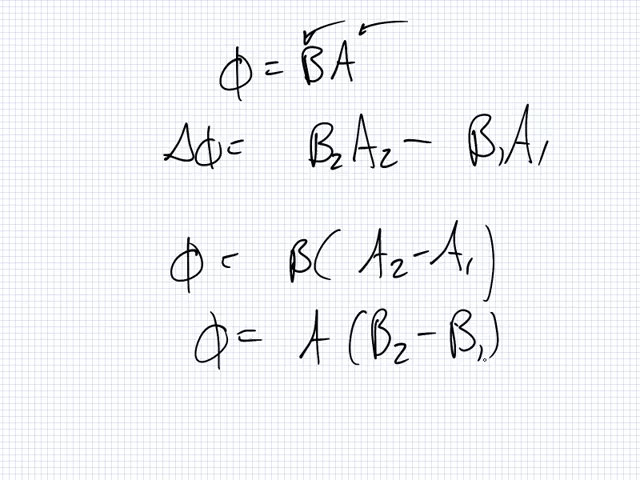 ϕ = BA
Δϕ = B₂A₂ − B₁A₁
ϕ = B(A₂ − A₁)
ϕ = A(B₂ − B₁)